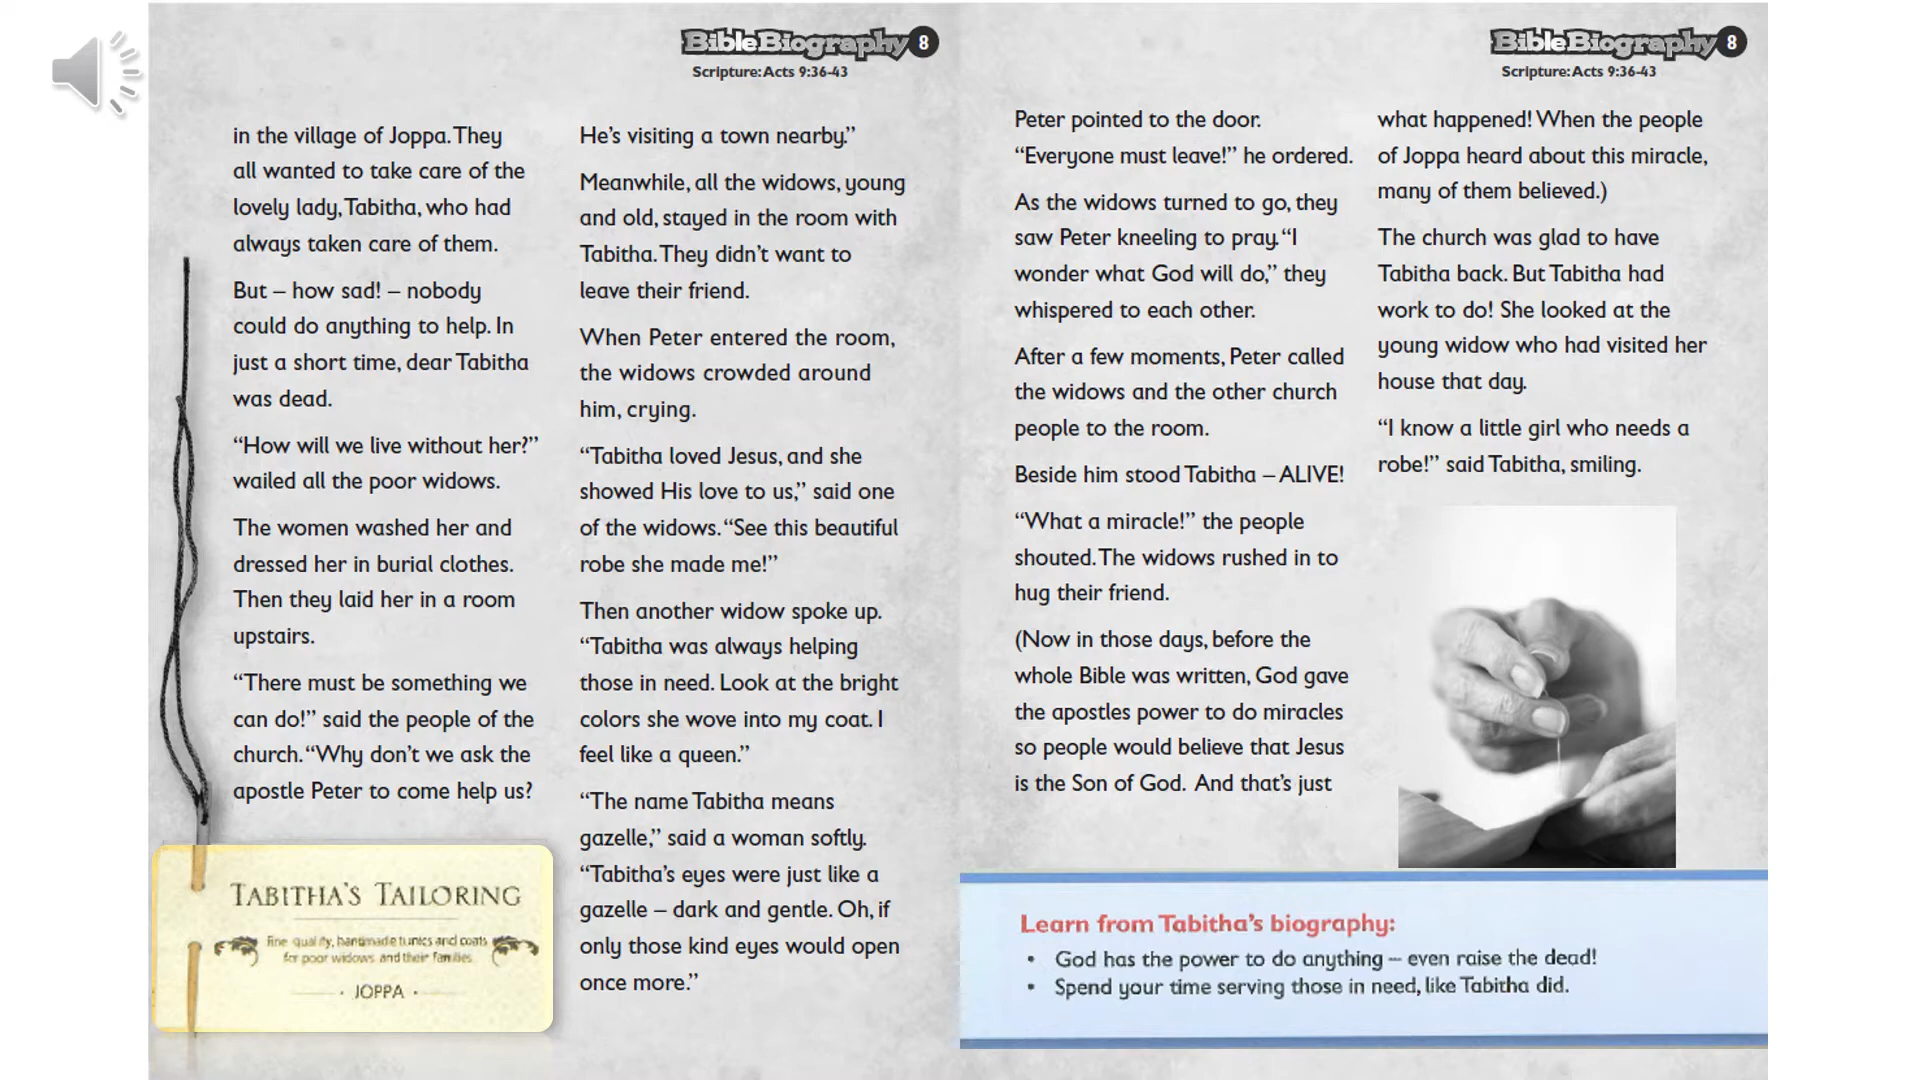 BibleBiography 8
Scripture: Acts 9:36-43
in the village of Joppa. They
all wanted to take care of the
lovely lady, Tabitha, who had
always taken care of them.
But – how sad! – nobody
could do anything to help. In
just a short time, dear Tabitha
was dead.
“How will we live without her?”
wailed all the poor widows.
The women washed her and
dressed her in burial clothes.
Then they laid her in a room
upstairs.
“There must be something we
can do!” said the people of the
church. “Why don’t we ask the
apostle Peter to come help us?
TABITHA'S TAILORING
Fine quality, handmade tunics and coats
for poor widows and their families
· JOPPA ·
He’s visiting a town nearby.”
Meanwhile, all the widows, young
and old, stayed in the room with
Tabitha. They didn’t want to
leave their friend.
When Peter entered the room,
the widows crowded around
him, crying.
“Tabitha loved Jesus, and she
showed His love to us,” said one
of the widows. “See this beautiful
robe she made me!”
Then another widow spoke up.
“Tabitha was always helping
those in need. Look at the bright
colors she wove into my coat. I
feel like a queen.”
“The name Tabitha means
gazelle,” said a woman softly.
“Tabitha’s eyes were just like a
gazelle – dark and gentle. Oh, if
only those kind eyes would open
once more.”
BibleBiography 8
Scripture: Acts 9:36-43
Peter pointed to the door.
“Everyone must leave!” he ordered.
As the widows turned to go, they
saw Peter kneeling to pray. “I
wonder what God will do,” they
whispered to each other.
After a few moments, Peter called
the widows and the other church
people to the room.
Beside him stood Tabitha – ALIVE!
“What a miracle!” the people
shouted. The widows rushed in to
hug their friend.
(Now in those days, before the
whole Bible was written, God gave
the apostles power to do miracles
so people would believe that Jesus
is the Son of God. And that’s just
what happened! When the people
of Joppa heard about this miracle,
many of them believed.)
The church was glad to have
Tabitha back. But Tabitha had
work to do! She looked at the
young widow who had visited her
house that day.
“I know a little girl who needs a
robe!” said Tabitha, smiling.
Learn from Tabitha’s biography:
• God has the power to do anything – even raise the dead!
• Spend your time serving those in need, like Tabitha did.